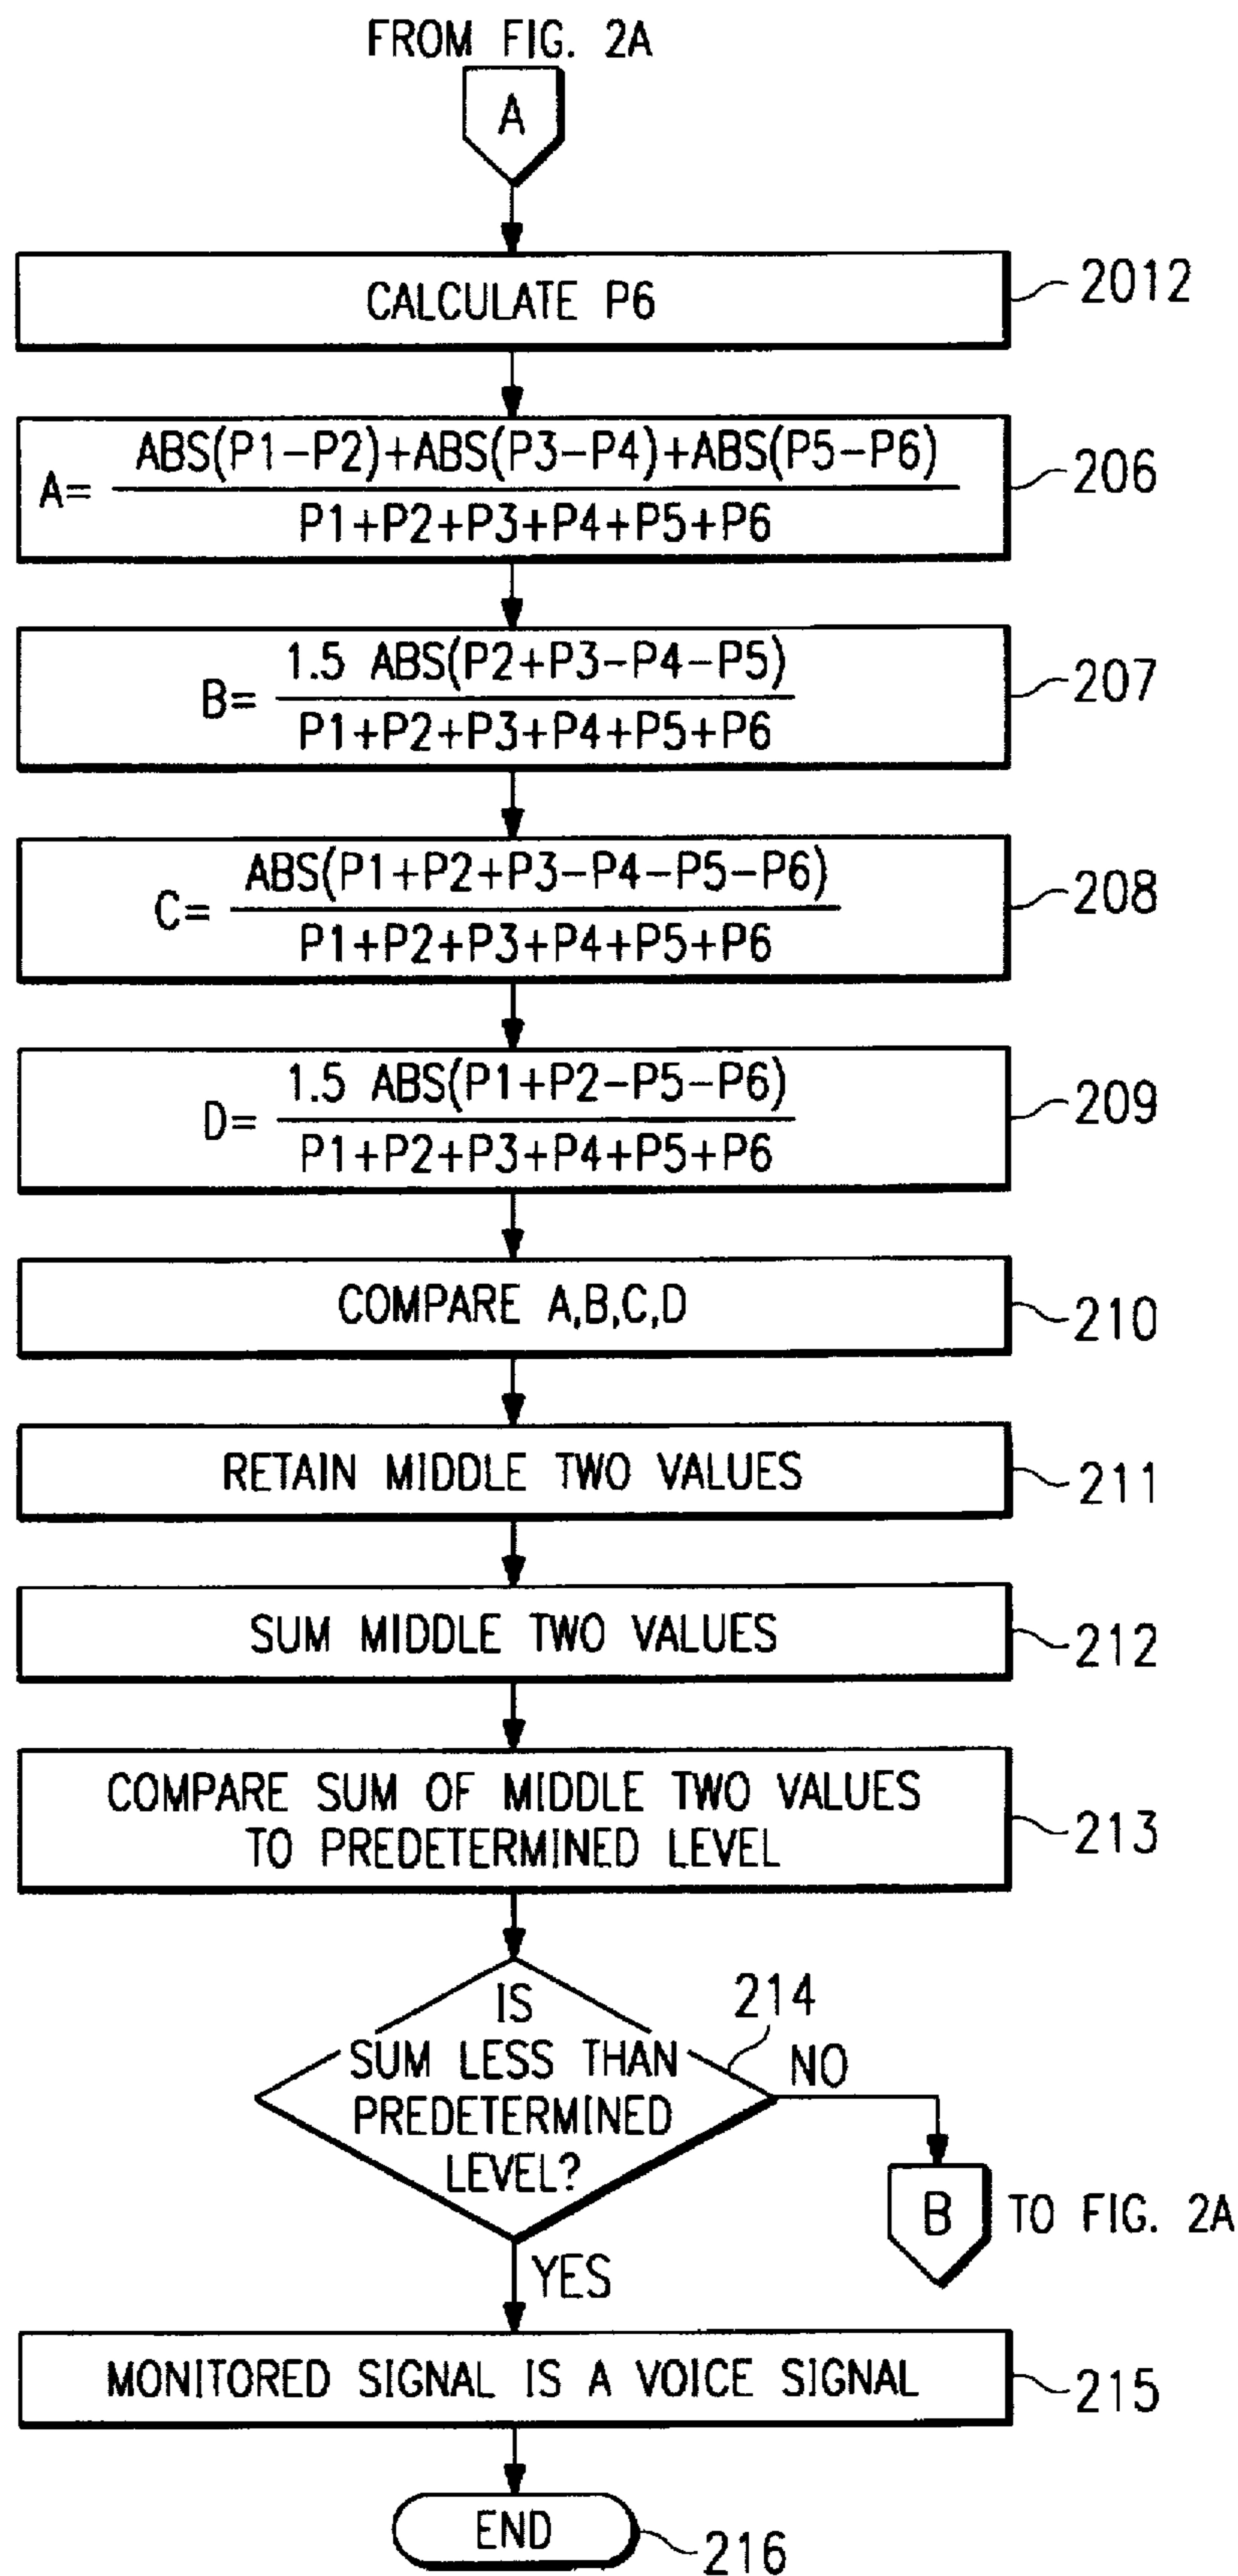 FROM FIG. 2A
A
CALCULATE P6
2012
A= ABS(P1-P2)+ABS(P3-P4)+ABS(P5-P6)
P1+P2+P3+P4+P5+P6
206
B= 1.5 ABS(P2+P3-P4-P5)
P1+P2+P3+P4+P5+P6
207
C= ABS(P1+P2+P3-P4-P5-P6)
P1+P2+P3+P4+P5+P6
208
D= 1.5 ABS(P1+P2-P5-P6)
P1+P2+P3+P4+P5+P6
209
COMPARE A,B,C,D
210
RETAIN MIDDLE TWO VALUES
211
SUM MIDDLE TWO VALUES
212
COMPARE SUM OF MIDDLE TWO VALUES
TO PREDETERMINED LEVEL
213
IS
SUM LESS THAN
PREDETERMINED
LEVEL?
214
NO
B
TO FIG. 2A
YES
MONITORED SIGNAL IS A VOICE SIGNAL
215
END
216